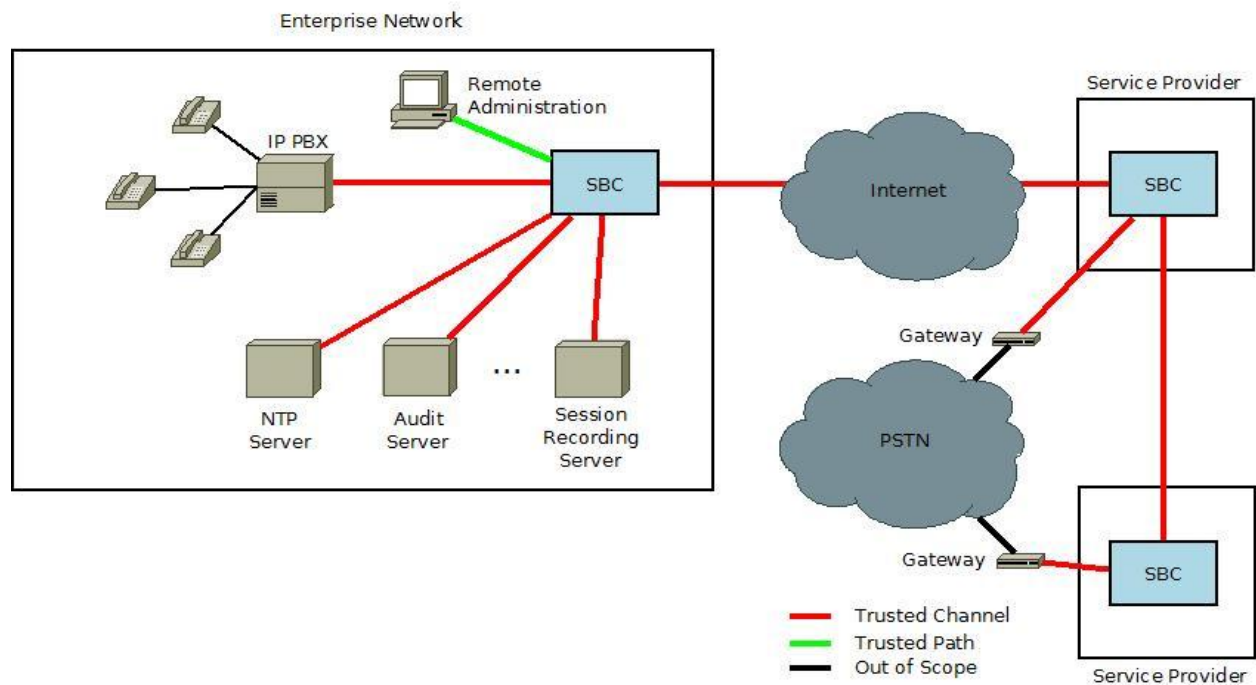 Enterprise Network
Remote
Administration
IP PBX
SBC
NTP
Server
Audit
Server
...
Session
Recording
Server
Internet
Service Provider
SBC
Gateway
PSTN
Gateway
SBC
Service Provider
Trusted Channel
Trusted Path
Out of Scope